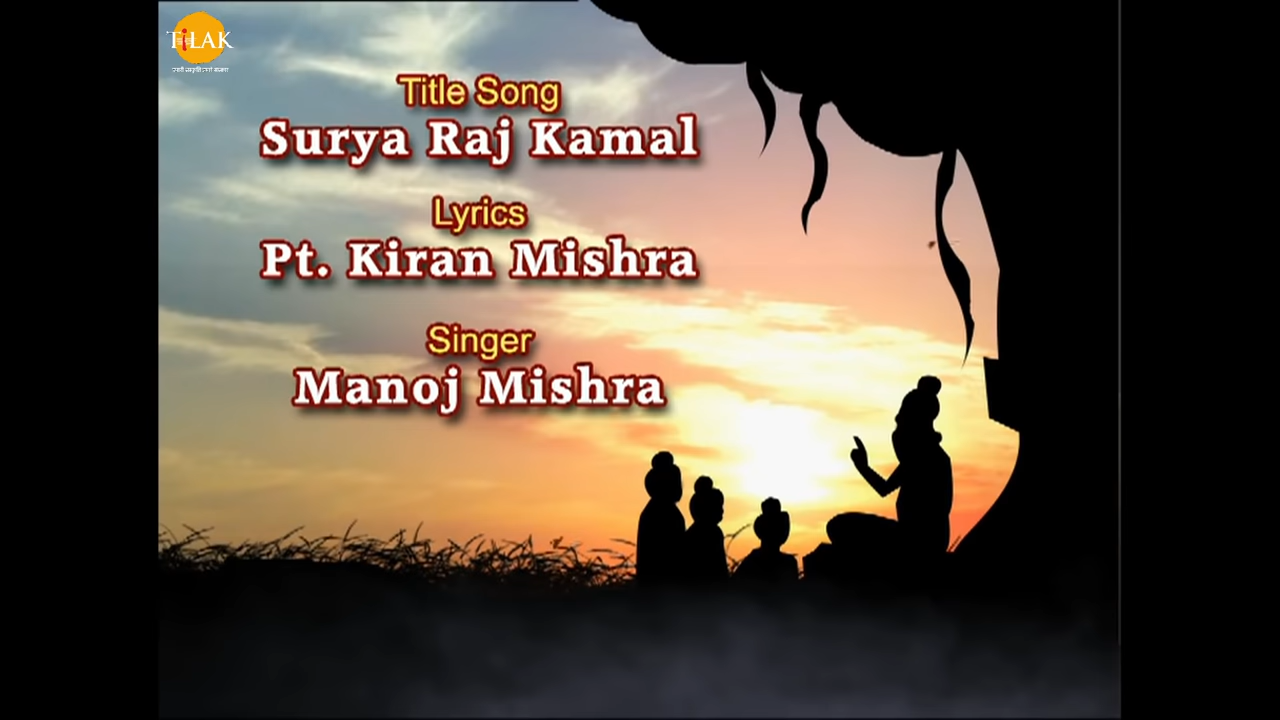 TiLAK
Title Song
Surya Raj Kamal
Lyrics
Pt. Kiran Mishra
Singer
Manoj Mishra